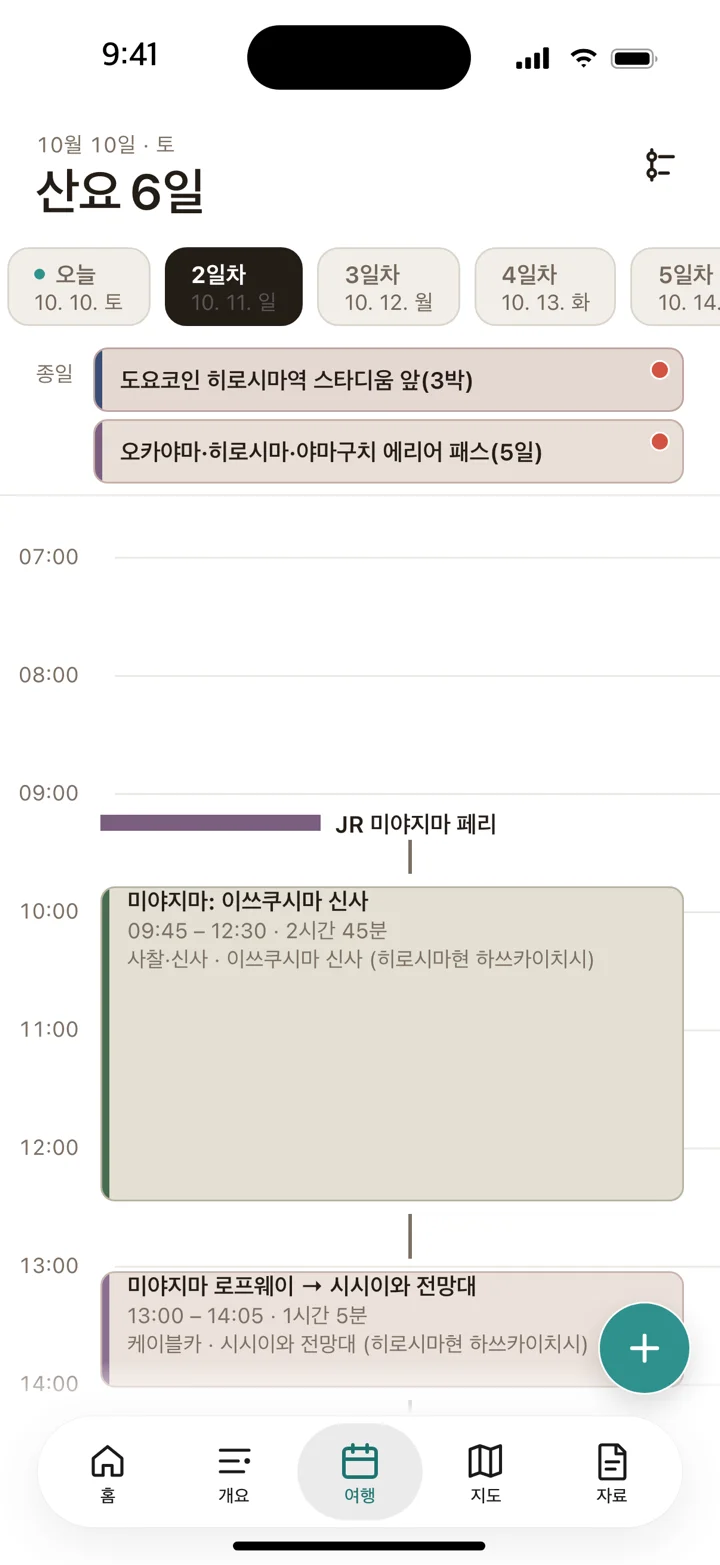 9:41
10월 10일 · 토
산요 6일
오늘
10. 10. 토
2일차
10. 11. 일
3일차
10. 12. 월
4일차
10. 13. 화
5일차
10. 14.
종일
도요코인 히로시마역 스타디움 앞(3박)
오카야마·히로시마·야마구치 에리어 패스(5일)
07:00
08:00
09:00
JR 미야지마 페리
10:00
미야지마: 이쓰쿠시마 신사
09:45 – 12:30 · 2시간 45분
사찰·신사 · 이쓰쿠시마 신사 (히로시마현 하쓰카이치시)
11:00
12:00
13:00
미야지마 로프웨이 → 시시이와 전망대
13:00 – 14:05 · 1시간 5분
케이블카 · 시시이와 전망대 (히로시마현 하쓰카이치시)
14:00
홈
개요
여행
지도
자료